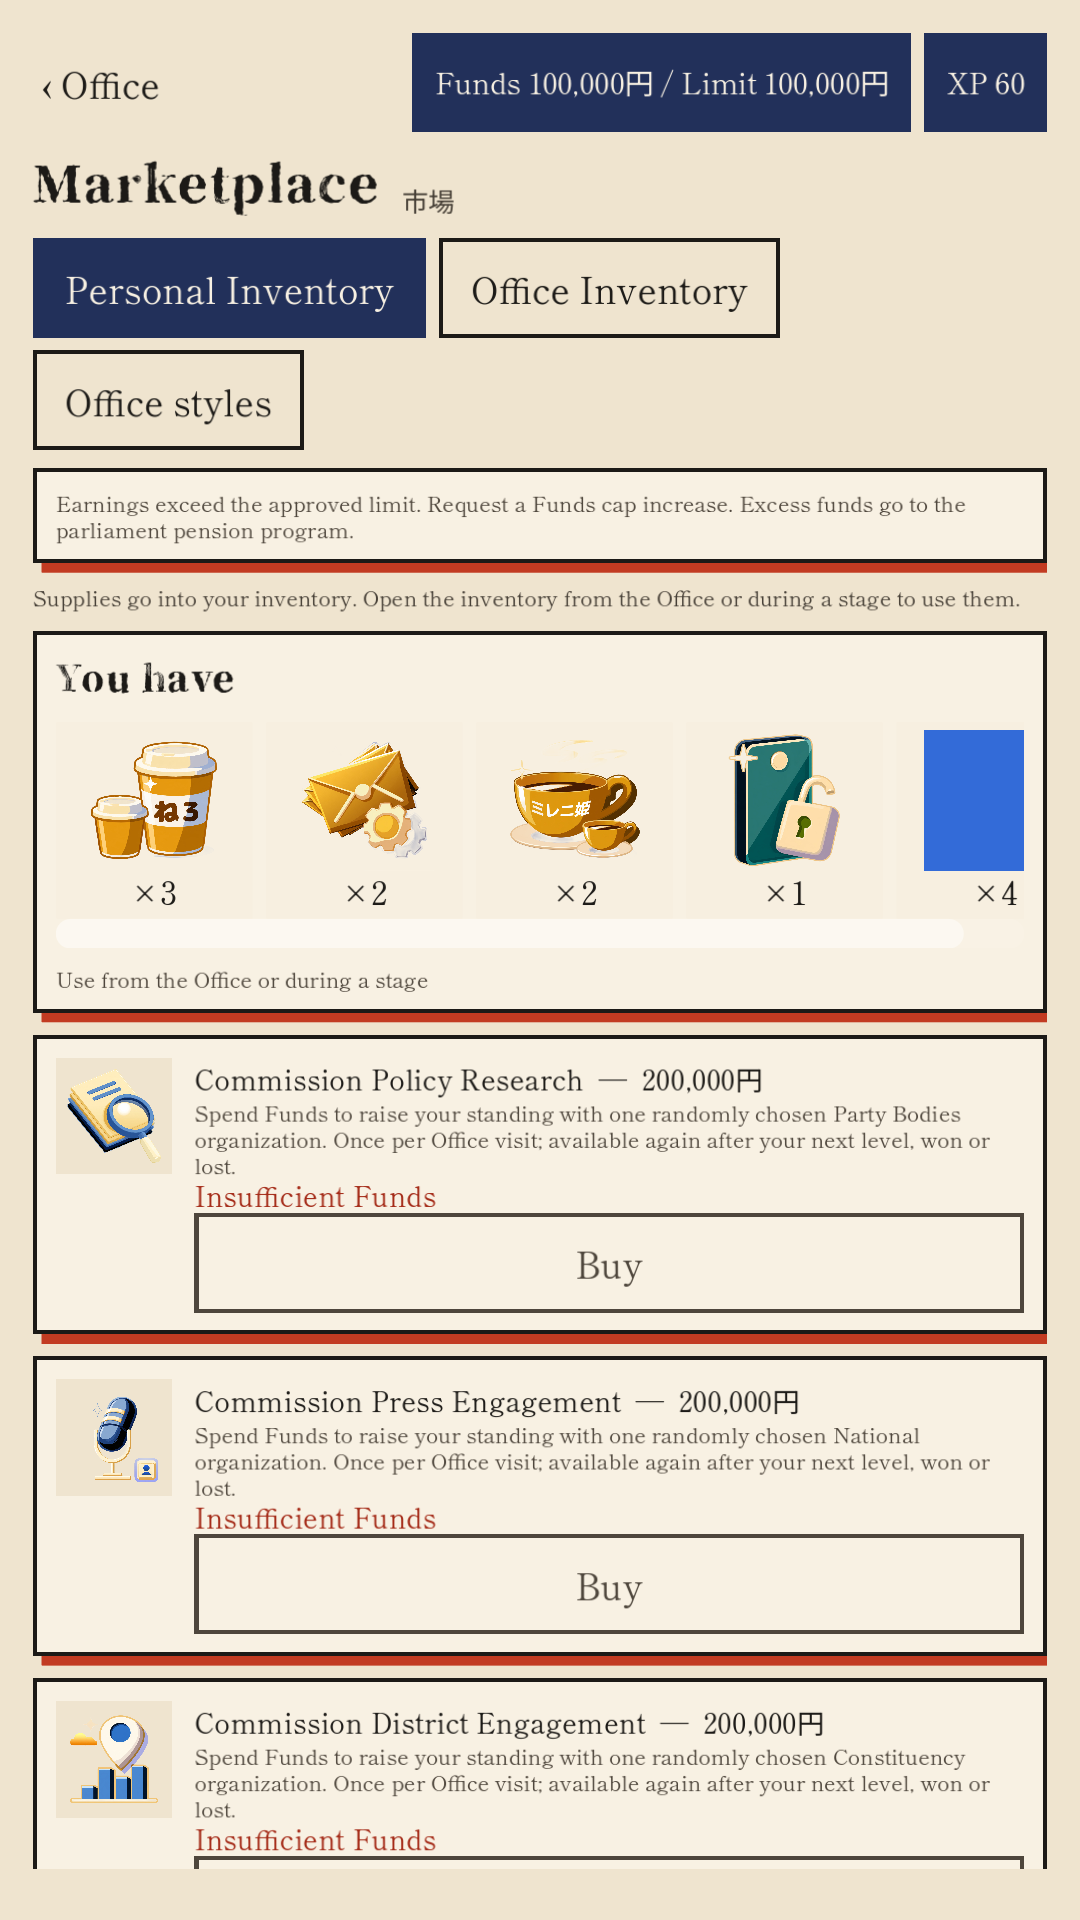 ‹ Office
Funds 100,000円 / Limit 100,000円
XP 60
Marketplace 市場
Personal Inventory
Office Inventory
Office styles
Earnings exceed the approved limit. Request a Funds cap increase. Excess funds go to the
parliament pension program.
Supplies go into your inventory. Open the inventory from the Office or during a stage to use them.
You have
ねろ
ミレニ姫
×3
×2
×2
×1
×4
Use from the Office or during a stage
Commission Policy Research — 200,000円
Spend Funds to raise your standing with one randomly chosen Party Bodies
organization. Once per Office visit; available again after your next level, won or
lost.
Insufficient Funds
Buy
Commission Press Engagement — 200,000円
Spend Funds to raise your standing with one randomly chosen National
organization. Once per Office visit; available again after your next level, won or
lost.
Insufficient Funds
Buy
Commission District Engagement — 200,000円
Spend Funds to raise your standing with one randomly chosen Constituency
organization. Once per Office visit; available again after your next level, won or
lost.
Insufficient Funds